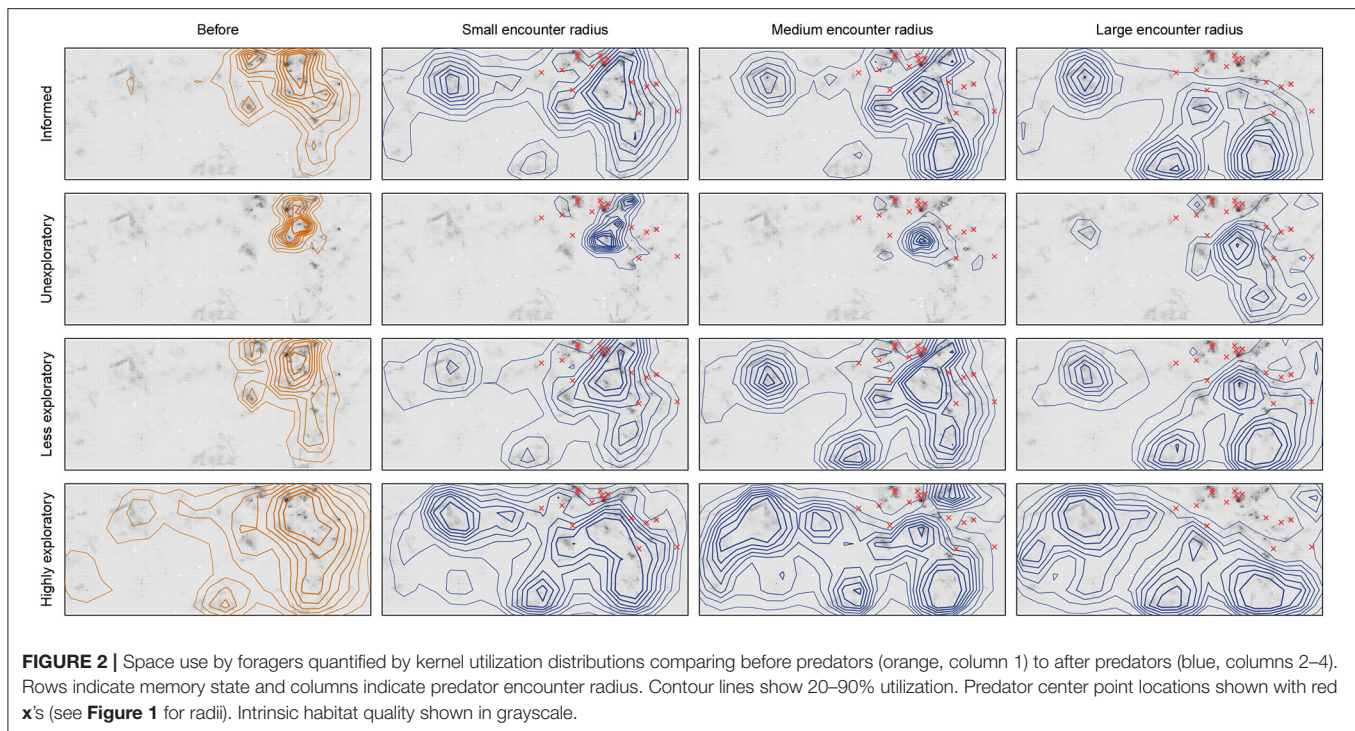 Before
Small encounter radius
Medium encounter radius
Large encounter radius
Informed
Unexploratory
Less exploratory
Highly exploratory
FIGURE 2 | Space use by foragers quantified by kernel utilization distributions comparing before predators (orange, column 1) to after predators (blue, columns 2–4).
Rows indicate memory state and columns indicate predator encounter radius. Contour lines show 20–90% utilization. Predator center point locations shown with red
x's (see Figure 1 for radii). Intrinsic habitat quality shown in grayscale.